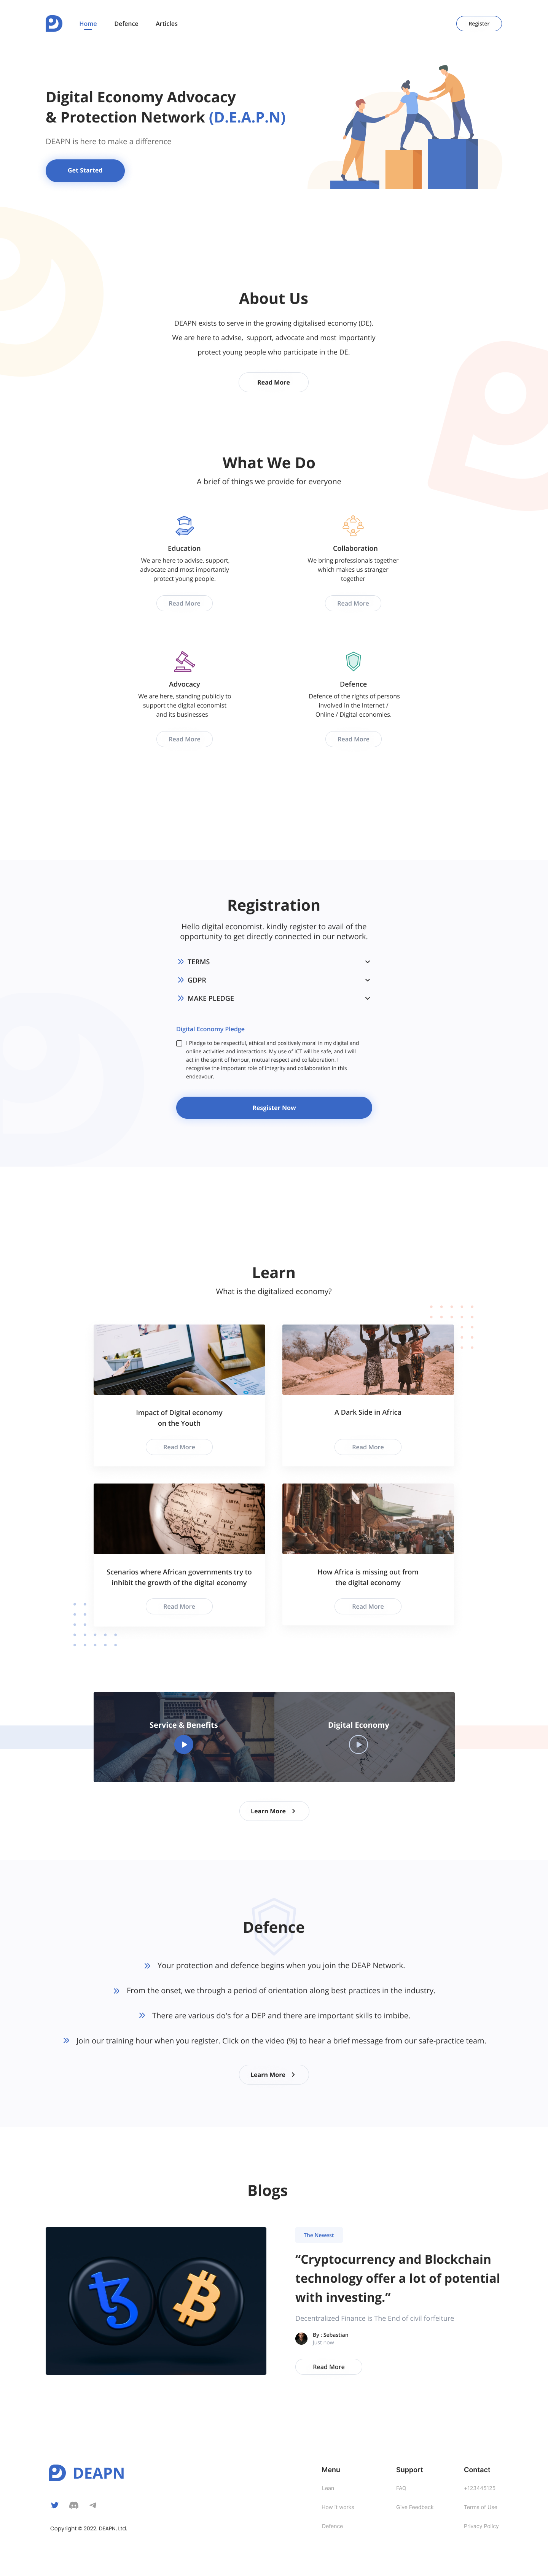 Home
Defence
Articles
Register
Digital Economy Advocacy
& Protection Network (D.E.A.P.N)
DEAPN is here to make a difference
Get Started
About Us
DEAPN exists to serve in the growing digitalised economy (DE).
We are here to advise, support, advocate and most importantly
protect young people who participate in the DE.
Read More
What We Do
A brief of things we provide for everyone
Education
We are here to advise, support,
advocate and most importantly
protect young people.
Read More
Collaboration
We bring professionals together
which makes us stranger
together
Read More
Advocacy
We are here, standing publicly to
support the digital economist
and its businesses
Read More
Defence
Defence of the rights of persons
involved in the Internet /
Online / Digital economies.
Read More
Registration
Hello digital economist. kindly register to avail of the
opportunity to get directly connected in our network.
TERMS
GDPR
MAKE PLEDGE
Digital Economy Pledge
I Pledge to be respectful, ethical and positively moral in my digital and
online activities and interactions. My use of ICT will be safe, and I will
act in the spirit of honour, mutual respect and collaboration. I
recognise the important role of integrity and collaboration in this
endeavour.
Resgister Now
Learn
What is the digitalized economy?
Impact of Digital economy
on the Youth
Read More
A Dark Side in Africa
Read More
ALGERIA
LIBYA
EGYPT
Scenarios where African governments try to
inhibit the growth of the digital economy
Read More
How Africa is missing out from
the digital economy
Read More
Service & Benefits
Digital Economy
Learn More
Defence
Your protection and defence begins when you join the DEAP Network.
From the onset, we through a period of orientation along best practices in the industry.
There are various do's for a DEP and there are important skills to imbibe.
Join our training hour when you register. Click on the video (%) to hear a brief message from our safe-practice team.
Learn More
Blogs
The Newest
“Cryptocurrency and Blockchain
technology offer a lot of potential
with investing.”
Decentralized Finance is The End of civil forfeiture
By : Sebastian
Just now
Read More
DEAPN
Copyright © 2022. DEAPN, Ltd.
Menu
Lean
How it works
Defence
Support
FAQ
Give Feedback
Contact
+123445125
Terms of Use
Privacy Policy